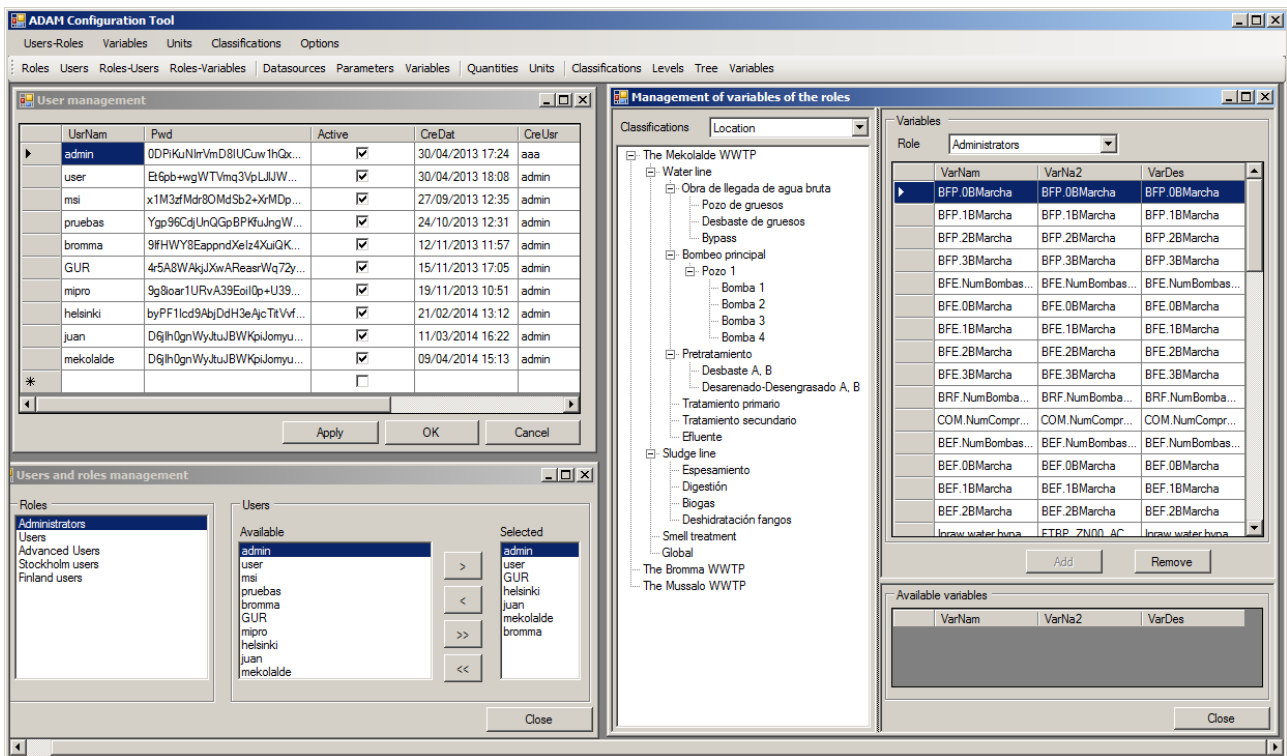 ADAM Configuration Tool
Users-Roles Variables Units Classifications Options
Roles Users Roles-Users Roles-Variables Datasources Parameters Variables Quantities Units Classifications Levels Tree Variables
User management
UsrNam Pwd Active CreDat CreUsr
admin 0DPiKuNIrrVmD8IUCuw1hQx... 30/04/2013 17:24 aaa
user Et6pb+wgWTVmq3VpLJIJW... 30/04/2013 18:08 admin
msi x1M3zfMdr8OMdSb2+XrMDp... 27/09/2013 12:35 admin
pruebas Ygp96CdjUnQGpBPKfuJngW... 24/10/2013 12:31 admin
bromma 9IfHWY8EappndXeIz4XuiQK... 12/11/2013 11:57 admin
GUR 4r5A8WAkjJXwAReasrWq72y... 15/11/2013 17:05 admin
mipro 9g8ioar1URvA39EoiI0p+U39... 19/11/2013 10:51 admin
helsinki byPF1Icd9AbjDdH3eAjcTitVvf... 21/02/2014 13:12 admin
juan D6jIh0gnWyJtuJBWKpiJomyu... 11/03/2014 16:22 admin
mekolalde D6jIh0gnWyJtuJBWKpiJomyu... 09/04/2014 15:13 admin
Apply OK Cancel
Users and roles management
Roles
Administrators
Users
Advanced Users
Stockholm users
Finland users
Users
Available
admin
user
msi
pruebas
bromma
GUR
mipro
helsinki
juan
mekolalde
>
<
>>
<<
Selected
admin
user
GUR
helsinki
juan
mekolalde
bromma
Close
Management of variables of the roles
Classifications Location
The Mekolalde WWTP
Water line
Obra de llegada de agua bruta
Pozo de gruesos
Desbaste de gruesos
Bypass
Bombeo principal
Pozo 1
Bomba 1
Bomba 2
Bomba 3
Bomba 4
Pretratamiento
Desbaste A, B
Desarenado-Desengrasado A, B
Tratamiento primario
Tratamiento secundario
Efluente
Sludge line
Espesamiento
Digestión
Biogas
Deshidratación fangos
Smell treatment
Global
The Bromma WWTP
The Mussalo WWTP
Variables
Role Administrators
VarNam VarNa2 VarDes
BFP.0BMarcha BFP.0BMarcha BFP.0BMarcha
BFP.1BMarcha BFP.1BMarcha BFP.1BMarcha
BFP.2BMarcha BFP.2BMarcha BFP.2BMarcha
BFP.3BMarcha BFP.3BMarcha BFP.3BMarcha
BFE.NumBombas... BFE.NumBombas... BFE.NumBombas...
BFE.0BMarcha BFE.0BMarcha BFE.0BMarcha
BFE.1BMarcha BFE.1BMarcha BFE.1BMarcha
BFE.2BMarcha BFE.2BMarcha BFE.2BMarcha
BFE.3BMarcha BFE.3BMarcha BFE.3BMarcha
BRF.NumBomba... BRF.NumBomba... BRF.NumBomba...
COM.NumCompr... COM.NumCompr... COM.NumCompr...
BEF.NumBombas... BEF.NumBombas... BEF.NumBombas...
BEF.0BMarcha BEF.0BMarcha BEF.0BMarcha
BEF.1BMarcha BEF.1BMarcha BEF.1BMarcha
BEF.2BMarcha BEF.2BMarcha BEF.2BMarcha
Inraw water bypa... ETBP_ZN00_AC... Inraw water bypa...
Add Remove
Available variables
VarNam VarNa2 VarDes
Close